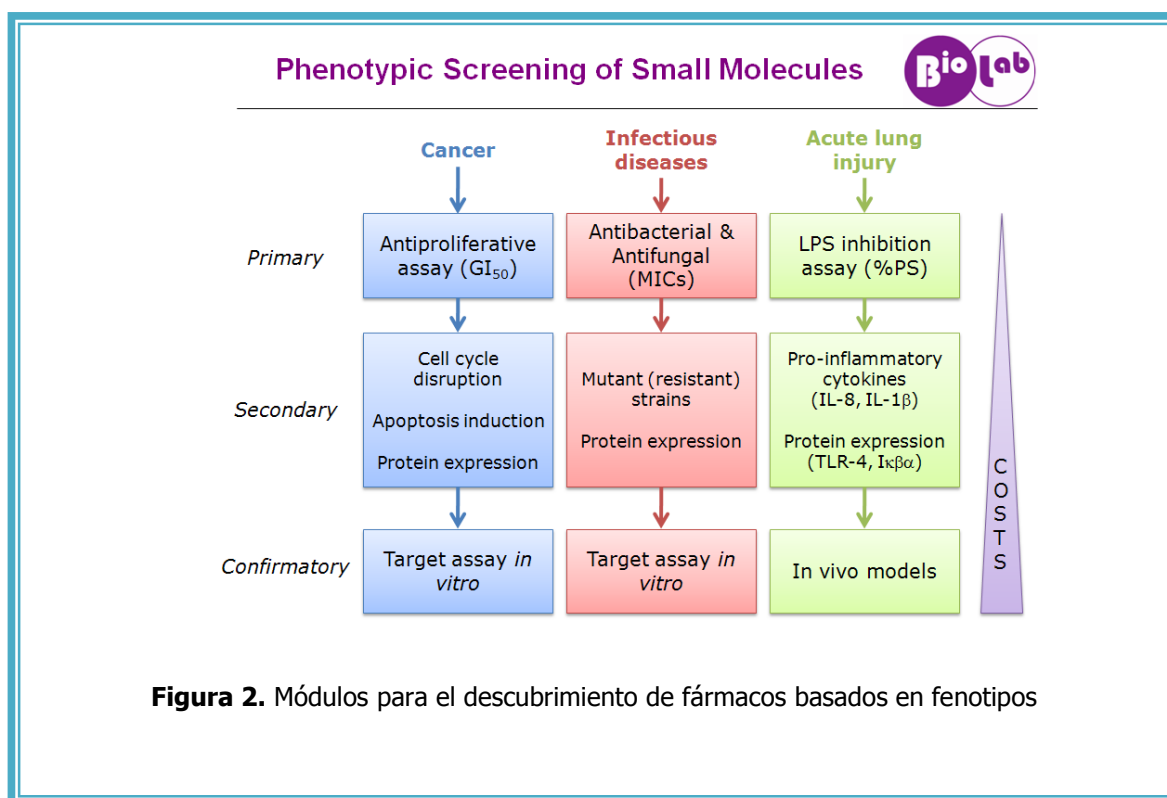 Phenotypic Screening of Small Molecules
BioLab
Cancer
Infectious
diseases
Acute lung
injury
Primary
Antiproliferative
assay (GI₅₀)
Antibacterial &
Antifungal
(MICs)
LPS inhibition
assay (%PS)
Secondary
Cell cycle
disruption
Apoptosis induction
Protein expression
Mutant (resistant)
strains
Protein expression
Pro-inflammatory
cytokines
(IL-8, IL-1β)
Protein expression
(TLR-4, Iκβα)
Confirmatory
Target assay in
vitro
Target assay in
vitro
In vivo models
COSTS
Figura 2. Módulos para el descubrimiento de fármacos basados en fenotipos